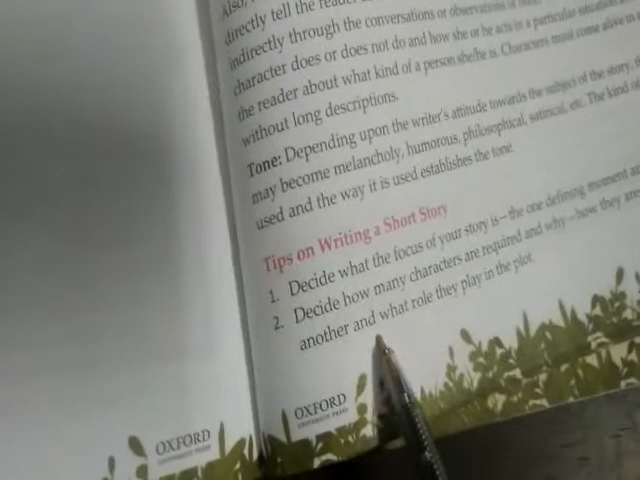 Also,
directly tell the reader
indirectly through the conversations or observations of
character does or does not do and how she or he acts in a particular situation
the reader about what kind of a person she/he is. Characters must come alive
without long descriptions.
Tone: Depending upon the writer's attitude towards the subject of the story,
may become melancholy, humorous, philosophical, satirical, etc. The kind of
used and the way it is used establishes the tone.
Tips on Writing a Short Story
1. Decide what the focus of your story is—the one defining moment
2. Decide how many characters are required and why—how they are
another and what role they play in the plot.
OXFORD
UNIVERSITY PRESS
OXFORD
UNIVERSITY PRESS